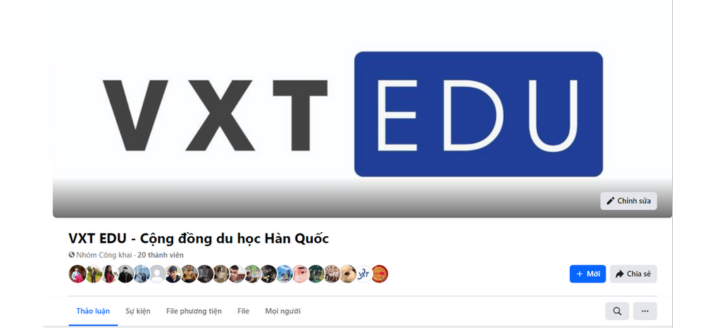 VXT EDU
Chỉnh sửa
VXT EDU - Cộng đồng du học Hàn Quốc
Nhóm Công khai · 20 thành viên
+ Mời
Chia sẻ
Thảo luận Sự kiện File phương tiện File Mọi người